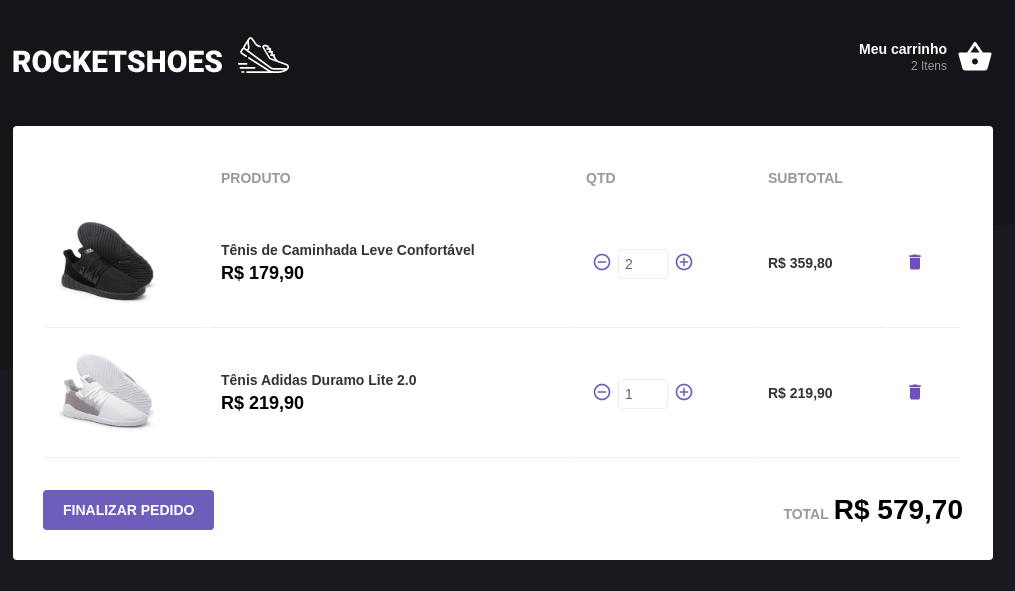 ROCKETSHOES
Meu carrinho
2 Itens
PRODUTO QTD SUBTOTAL
Tênis de Caminhada Leve Confortável
R$ 179,90
2
R$ 359,80
Tênis Adidas Duramo Lite 2.0
R$ 219,90
1
R$ 219,90
FINALIZAR PEDIDO
TOTAL R$ 579,70